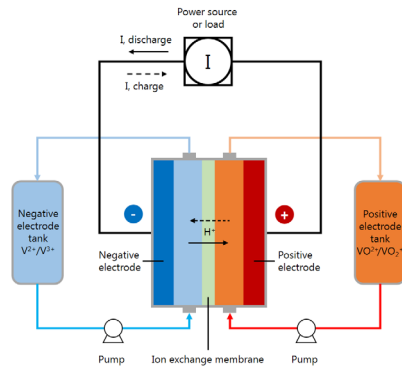 Power source
or load
I, discharge
I
I, charge
-
+
Negative
electrode
tank
V²⁺/V³⁺
H⁺
Positive
electrode
tank
VO²⁺/VO₂⁺
Negative
electrode
Positive
electrode
Pump
Ion exchange membrane
Pump